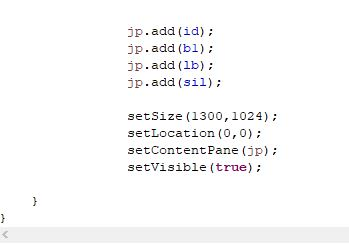 jp.add(id);
jp.add(b1);
jp.add(lb);
jp.add(sil);
setSize(1300,1024);
setLocation(0,0);
setContentPane(jp);
setVisible(true);
}
}